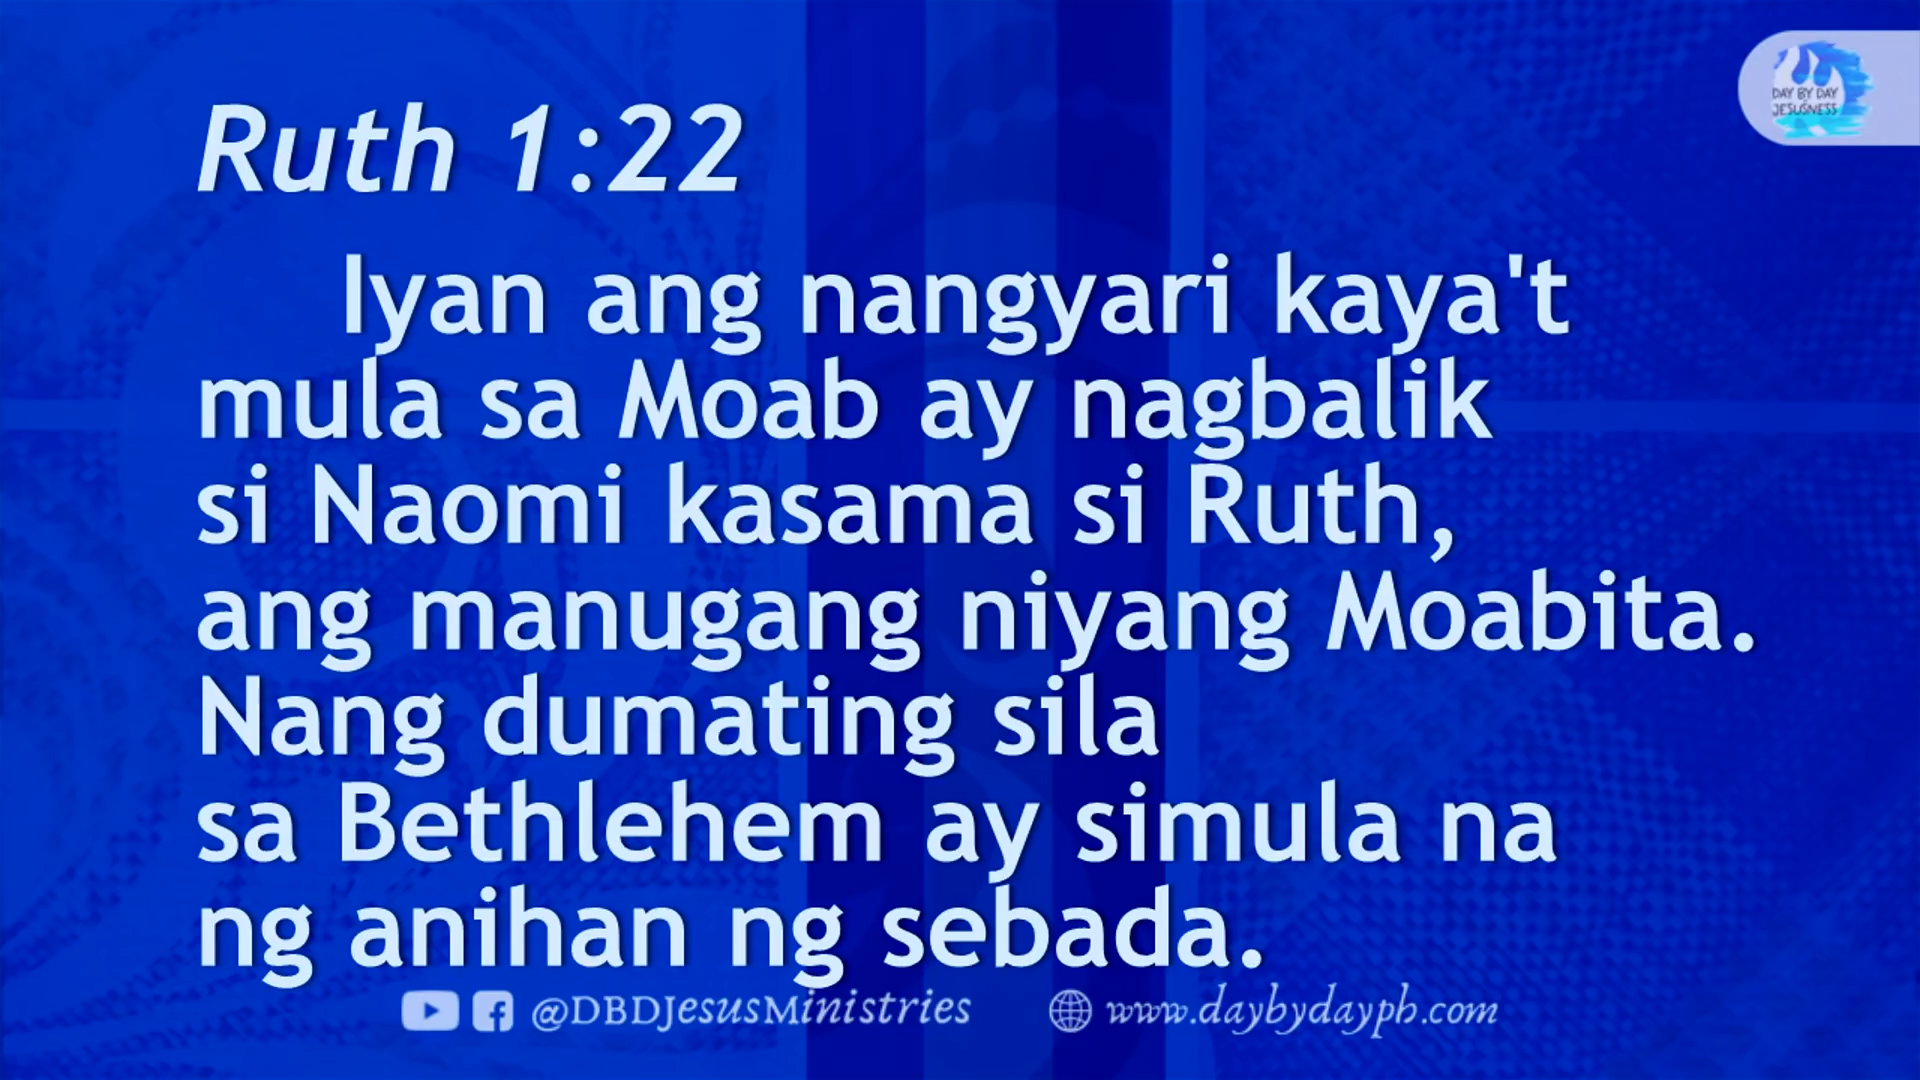 DAY BY DAY
JESUSNESS
Ruth 1:22
Iyan ang nangyari kaya't
mula sa Moab ay nagbalik
si Naomi kasama si Ruth,
ang manugang niyang Moabita.
Nang dumating sila
sa Bethlehem ay simula na
ng anihan ng sebada.
@DBDJesusMinistries www.daybydayph.com